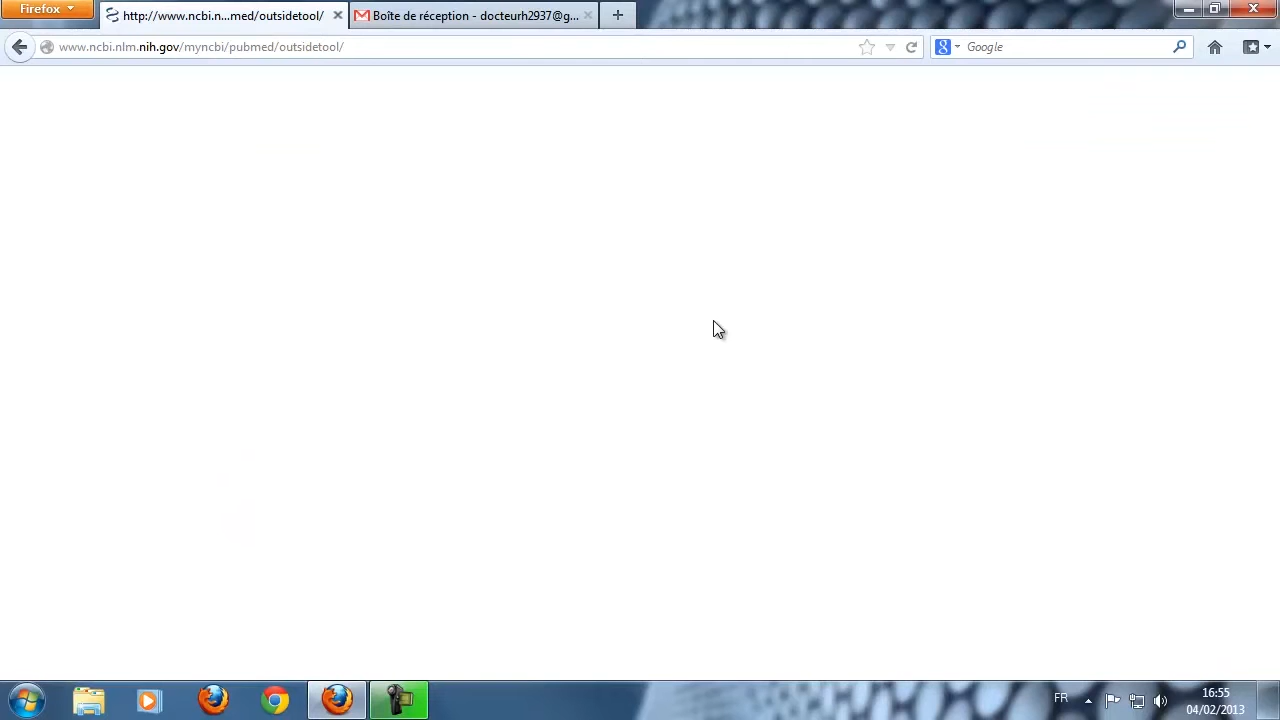 Firefox
http://www.ncbi.n...med/outsidetool/
Boîte de réception - docteurh2937@g...
www.ncbi.nlm.nih.gov/myncbi/pubmed/outsidetool/
Google
FR
16:55
04/02/2013